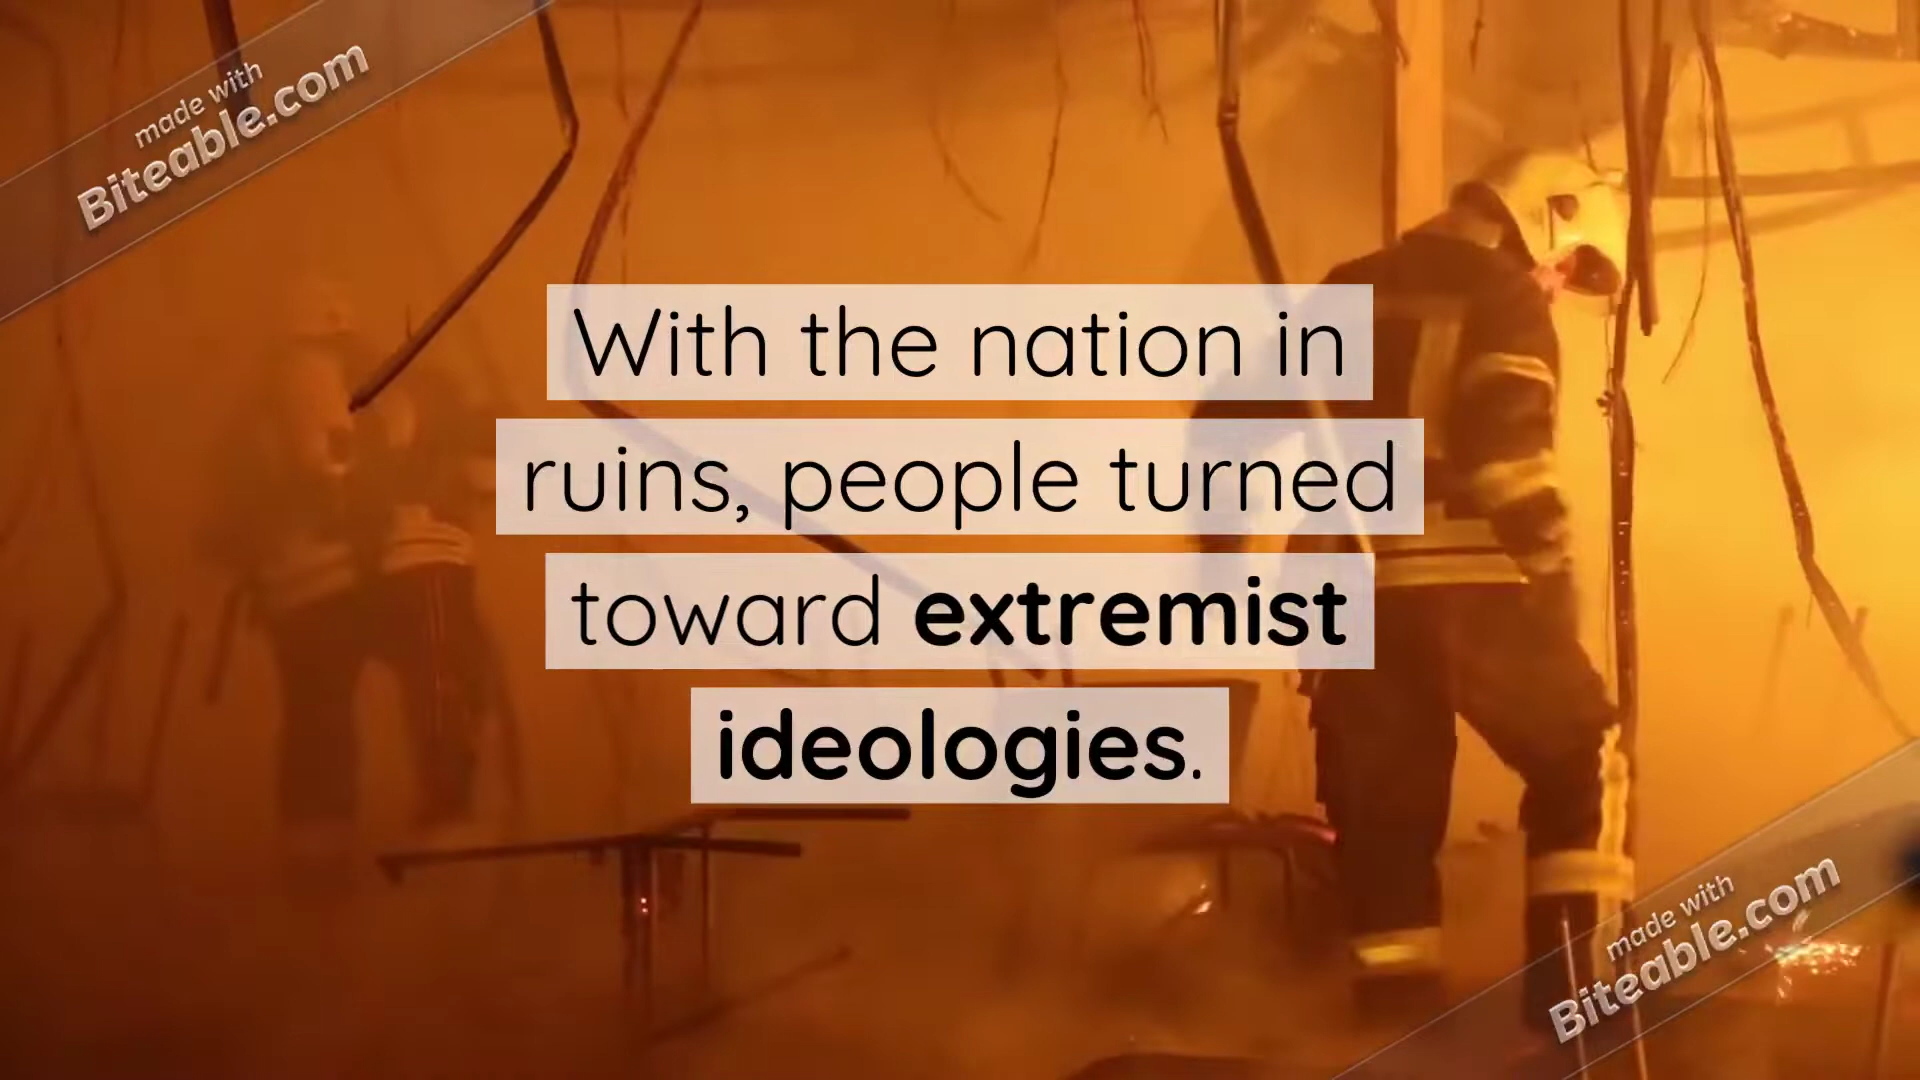 made with
Biteable.com
With the nation in
ruins, people turned
toward extremist
ideologies.
made with
Biteable.com